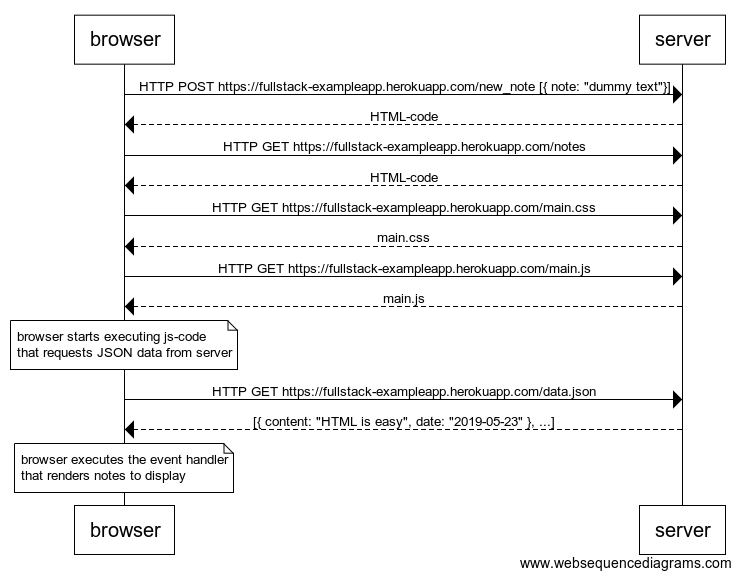 browser
server
HTTP POST https://fullstack-exampleapp.herokuapp.com/new_note [{ note: "dummy text"}]
HTML-code
HTTP GET https://fullstack-exampleapp.herokuapp.com/notes
HTML-code
HTTP GET https://fullstack-exampleapp.herokuapp.com/main.css
main.css
HTTP GET https://fullstack-exampleapp.herokuapp.com/main.js
main.js
browser starts executing js-code
that requests JSON data from server
HTTP GET https://fullstack-exampleapp.herokuapp.com/data.json
[{ content: "HTML is easy", date: "2019-05-23" }, ...]
browser executes the event handler
that renders notes to display
browser
server
www.websequencediagrams.com